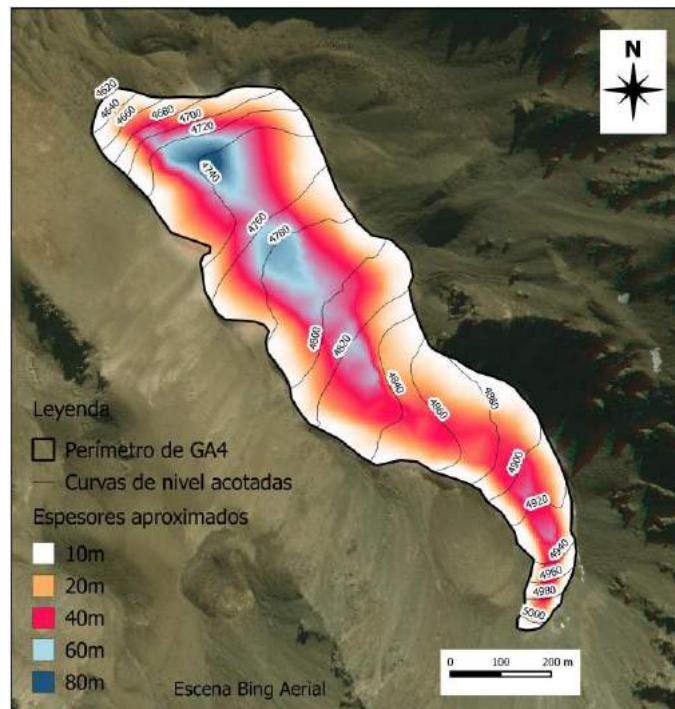 N
4620
4640
4660
4680
4700
4720
4740
4760
4780
4800
4820
4840
4860
4880
4900
4920
4940
4960
4980
5000
Leyenda
Perímetro de GA4
Curvas de nivel acotadas
Espesores aproximados
10m
20m
40m
60m
80m
Escena Bing Aerial
0 100 200 m